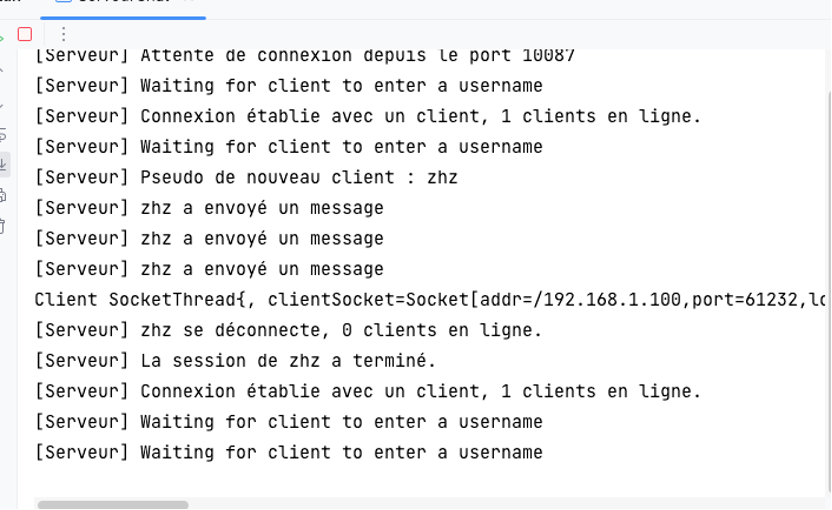 [Serveur] Attente de connexion depuis le port 10087
[Serveur] Waiting for client to enter a username
[Serveur] Connexion établie avec un client, 1 clients en ligne.
[Serveur] Waiting for client to enter a username
[Serveur] Pseudo de nouveau client : zhz
[Serveur] zhz a envoyé un message
[Serveur] zhz a envoyé un message
[Serveur] zhz a envoyé un message
Client SocketThread{, clientSocket=Socket[addr=/192.168.1.100,port=61232,
[Serveur] zhz se déconnecte, 0 clients en ligne.
[Serveur] La session de zhz a terminé.
[Serveur] Connexion établie avec un client, 1 clients en ligne.
[Serveur] Waiting for client to enter a username
[Serveur] Waiting for client to enter a username